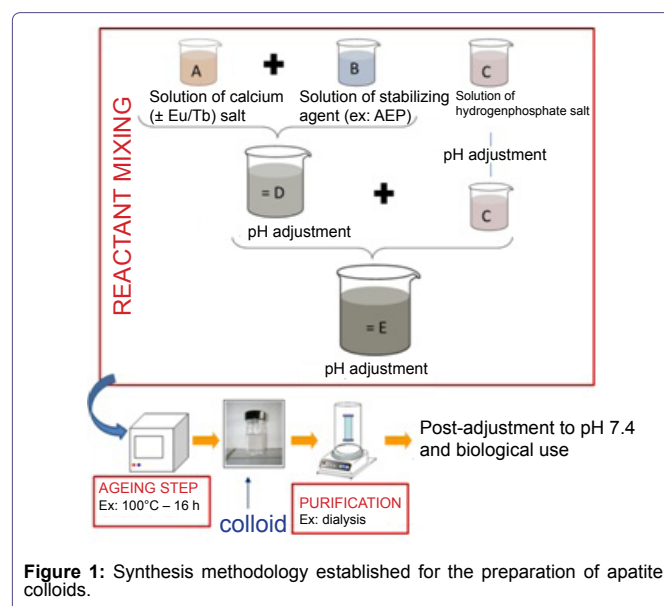 REACTANT MIXING
A
B
C
Solution of calcium
(± Eu/Tb) salt
Solution of stabilizing
agent (ex: AEP)
Solution of
hydrogenphosphate salt
pH adjustment
= D
C
pH adjustment
= E
pH adjustment
AGEING STEP
Ex: 100°C – 16 h
colloid
PURIFICATION
Ex: dialysis
Post-adjustment to pH 7.4
and biological use
Figure 1: Synthesis methodology established for the preparation of apatite
colloids.